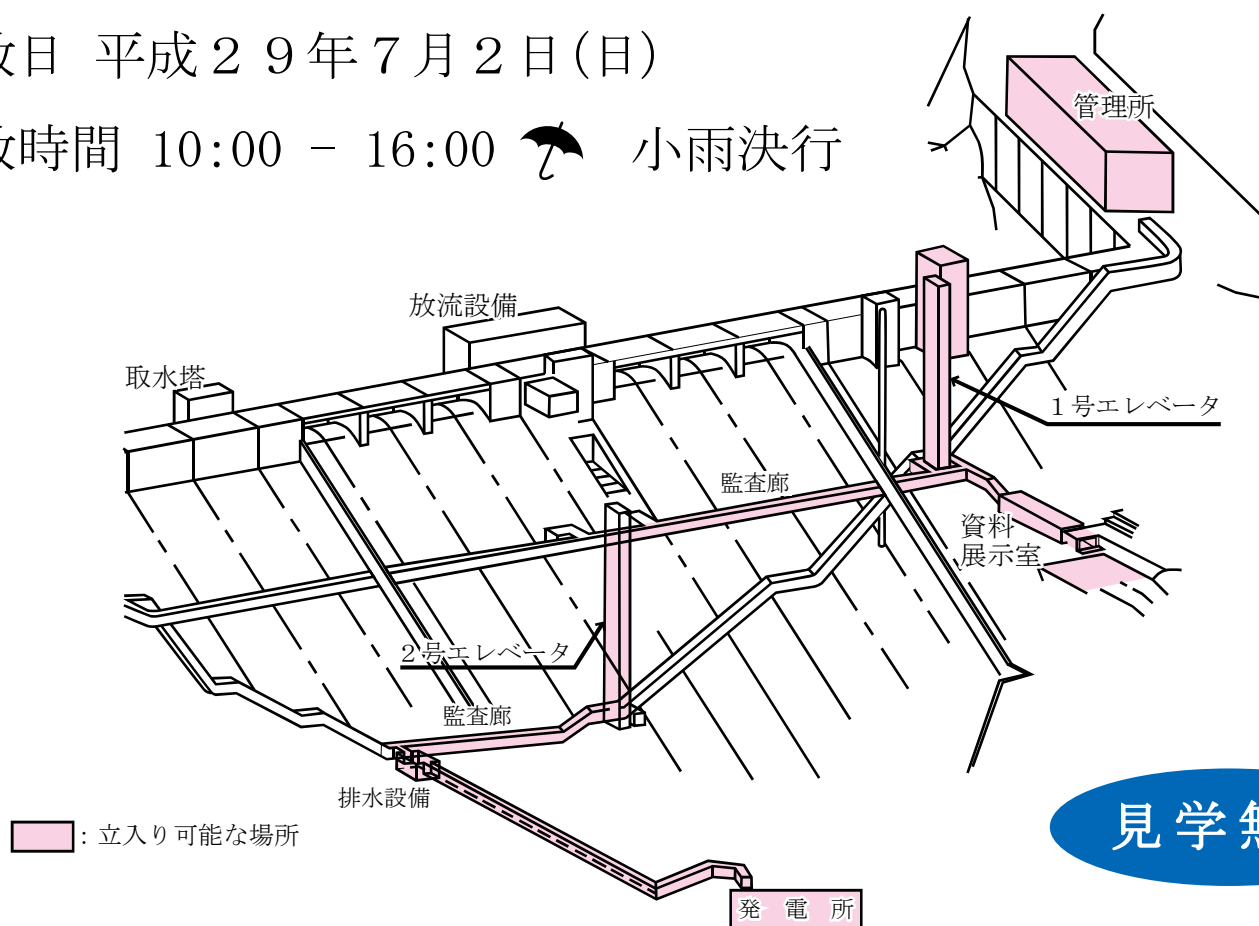 放日 平成２９年７月２日(日)
放時間 10:00 － 16:00 小雨決行
管理所
放流設備
取水塔
１号エレベータ
監査廊
資料
展示室
２号エレベータ
監査廊
排水設備
：立入り可能な場所
見学無
発電所